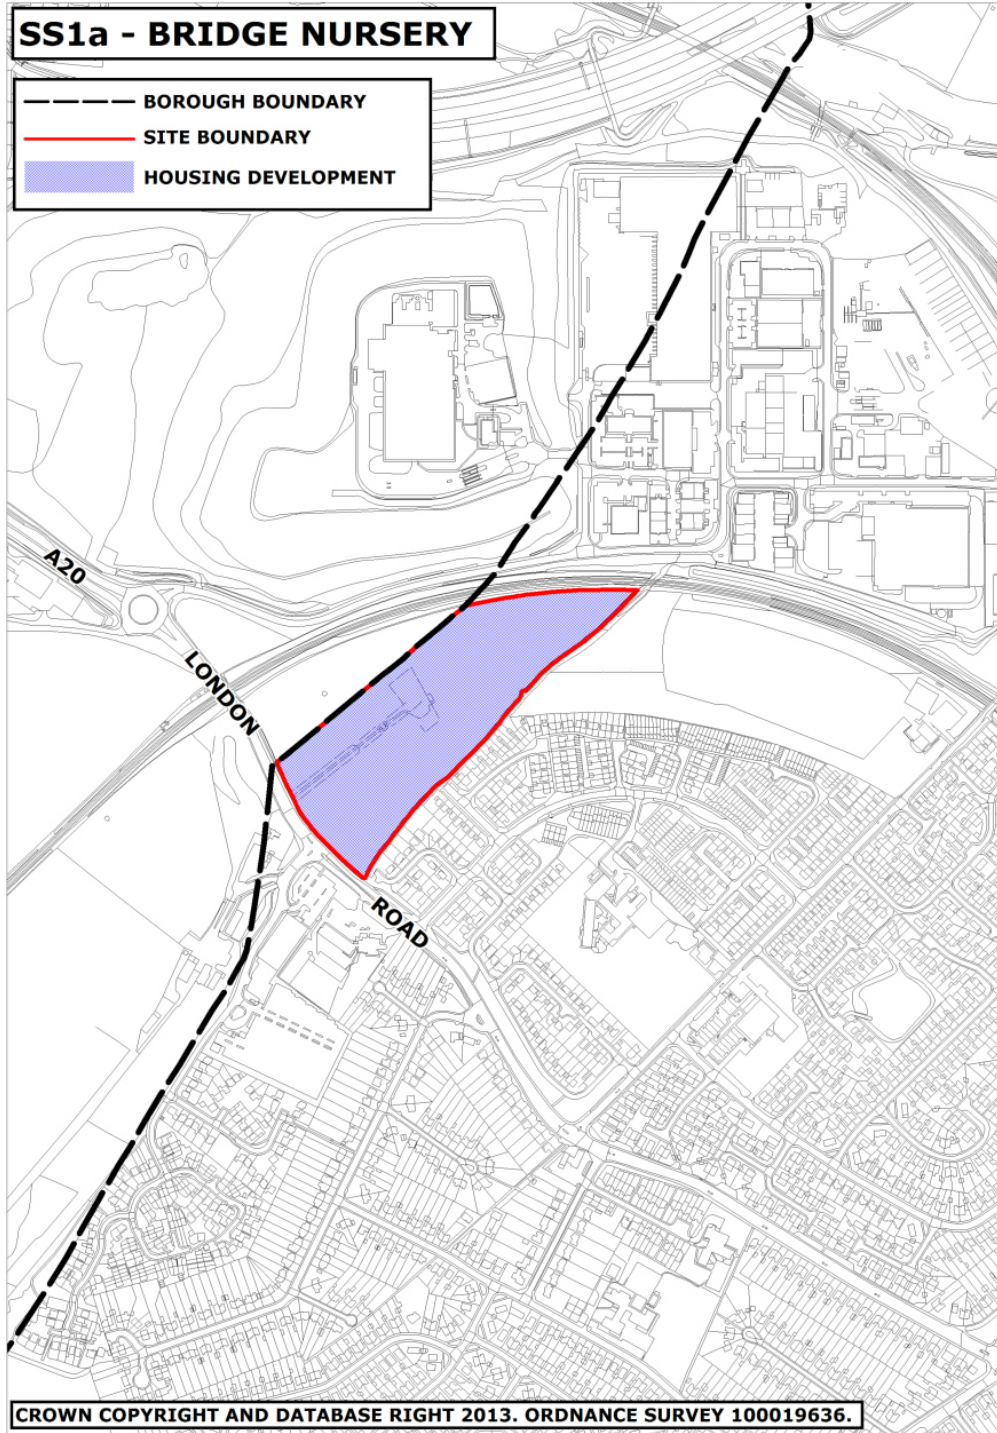 SS1a - BRIDGE NURSERY
BOROUGH BOUNDARY
SITE BOUNDARY
HOUSING DEVELOPMENT
A20
LONDON
ROAD
CROWN COPYRIGHT AND DATABASE RIGHT 2013. ORDNANCE SURVEY 100019636.